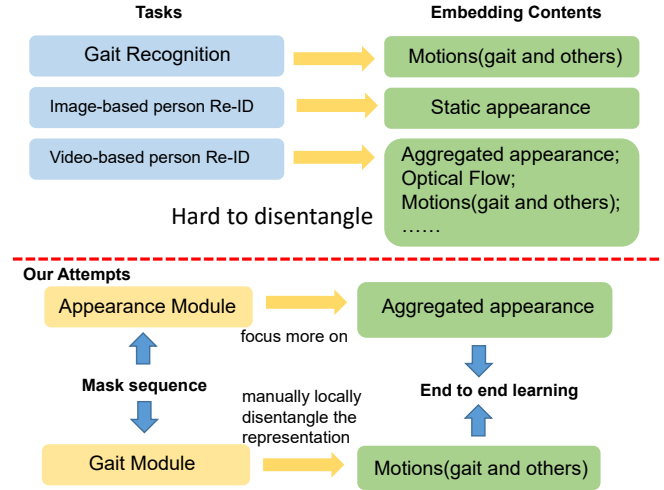 Tasks
Embedding Contents
Gait Recognition
Motions(gait and others)
Image-based person Re-ID
Static appearance
Video-based person Re-ID
Aggregated appearance;
Optical Flow;
Motions(gait and others);
......
Hard to disentangle
Our Attempts
Appearance Module
Aggregated appearance
focus more on
Mask sequence
manually locally
disentangle the
representation
End to end learning
Gait Module
Motions(gait and others)